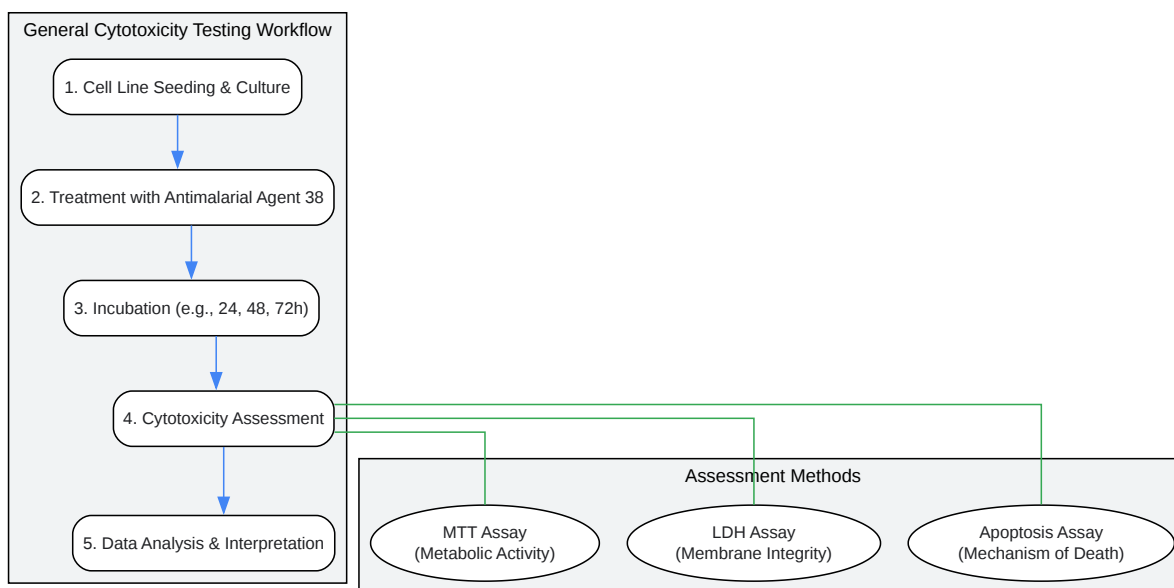 General Cytotoxicity Testing Workflow
1. Cell Line Seeding & Culture
2. Treatment with Antimalarial Agent 38
3. Incubation (e.g., 24, 48, 72h)
4. Cytotoxicity Assessment
5. Data Analysis & Interpretation
Assessment Methods
MTT Assay
(Metabolic Activity)
LDH Assay
(Membrane Integrity)
Apoptosis Assay
(Mechanism of Death)